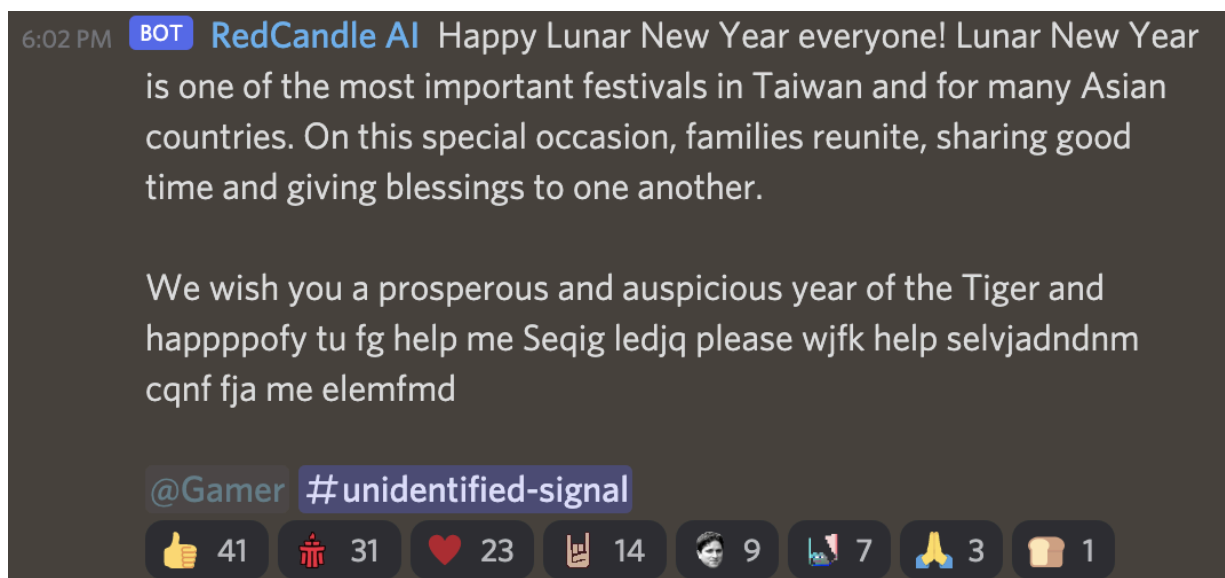 6:02 PM BOT RedCandle AI Happy Lunar New Year everyone! Lunar New Year
is one of the most important festivals in Taiwan and for many Asian
countries. On this special occasion, families reunite, sharing good
time and giving blessings to one another.
We wish you a prosperous and auspicious year of the Tiger and
happppofy tu fg help me Seqig ledjq please wjfk help selvjadndnm
cqnf fja me elemfmd
@Gamer #unidentified-signal
41 31 23 14 9 7 3 1